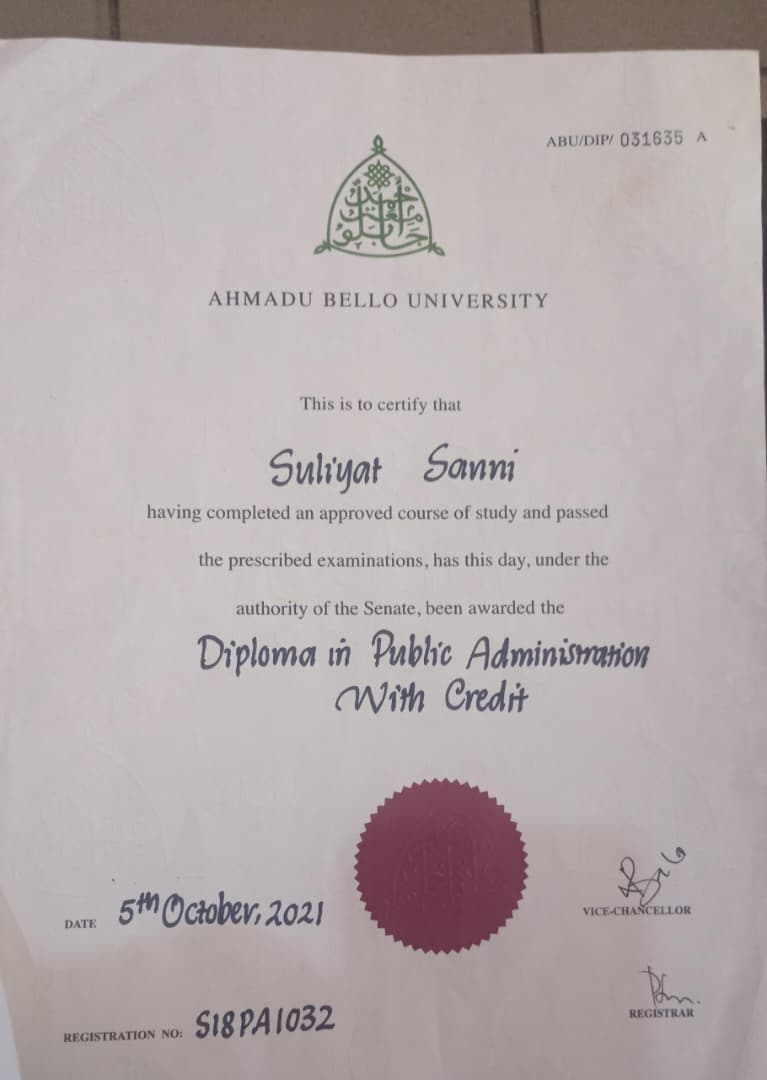 ABU/DIP/ 031635 A
AHMADU BELLO UNIVERSITY
This is to certify that
Suliyat Sanni
having completed an approved course of study and passed
the prescribed examinations, has this day, under the
authority of the Senate, been awarded the
Diploma in Public Administration
With Credit
DATE 5th October, 2021
VICE-CHANCELLOR
REGISTRAR
REGISTRATION NO: S18PA1032